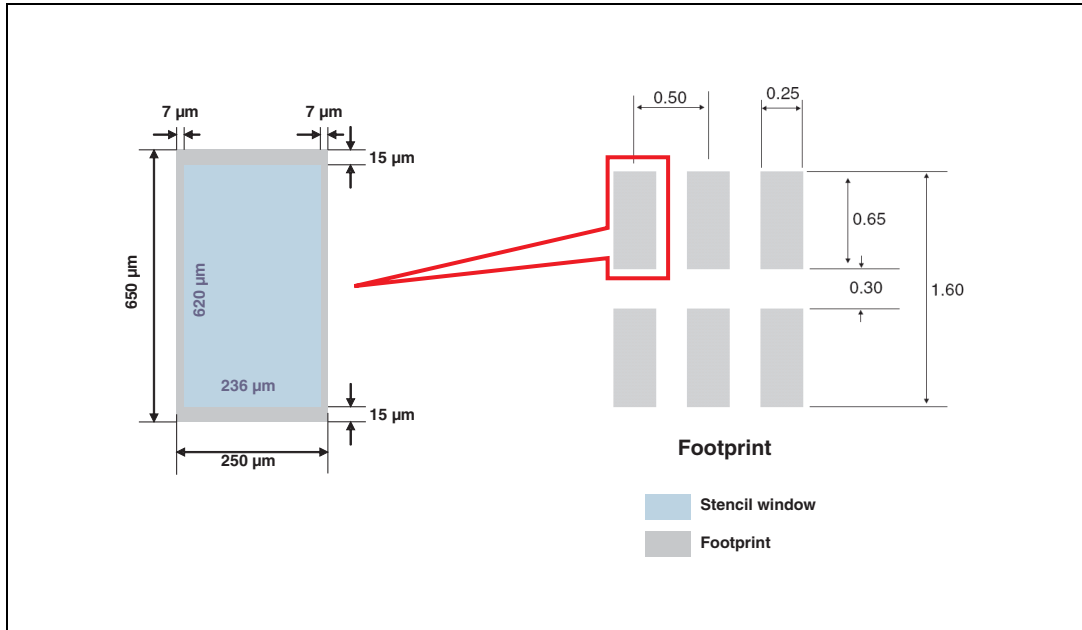 7 µm
7 µm
15 µm
650 µm
620 µm
236 µm
15 µm
250 µm
0.50
0.25
0.65
0.30
1.60
Footprint
Stencil window
Footprint